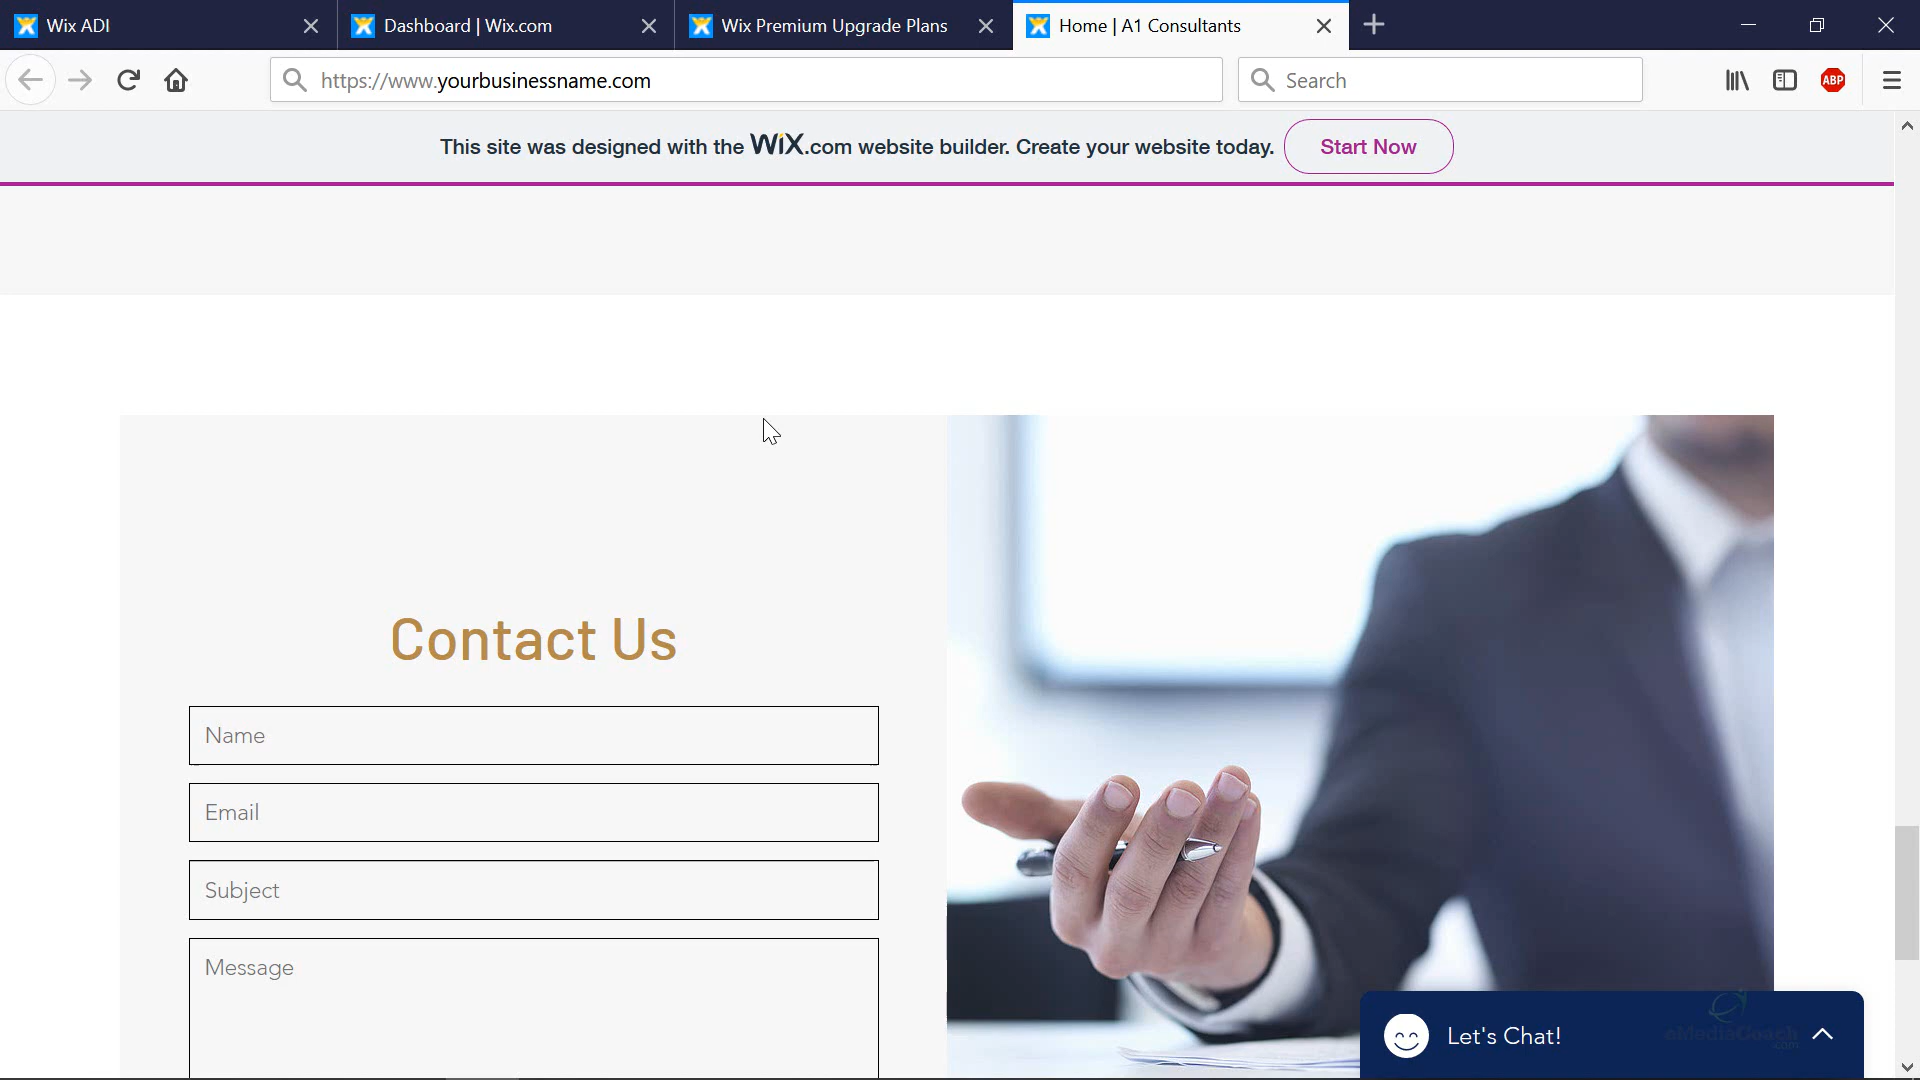 Wix ADI
Dashboard | Wix.com
Wix Premium Upgrade Plans
Home | A1 Consultants
https://www.yourbusinessname.com
Search
ABP
This site was designed with the WiX.com website builder. Create your website today.
Start Now
Contact Us
Name
Email
Subject
Message
Let's Chat!
eMediaCoach
.com